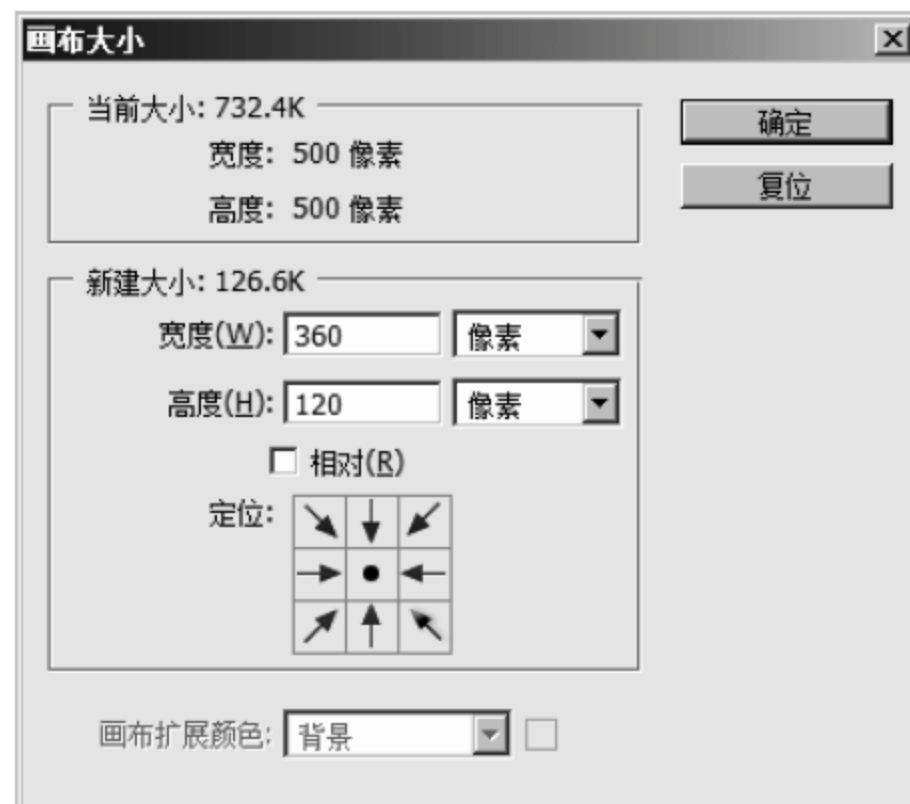 画布大小
当前大小: 732.4K
确定
宽度: 500 像素
复位
高度: 500 像素
新建大小: 126.6K
宽度(W): 360 像素
高度(H): 120 像素
相对(R)
定位:
画布扩展颜色: 背景